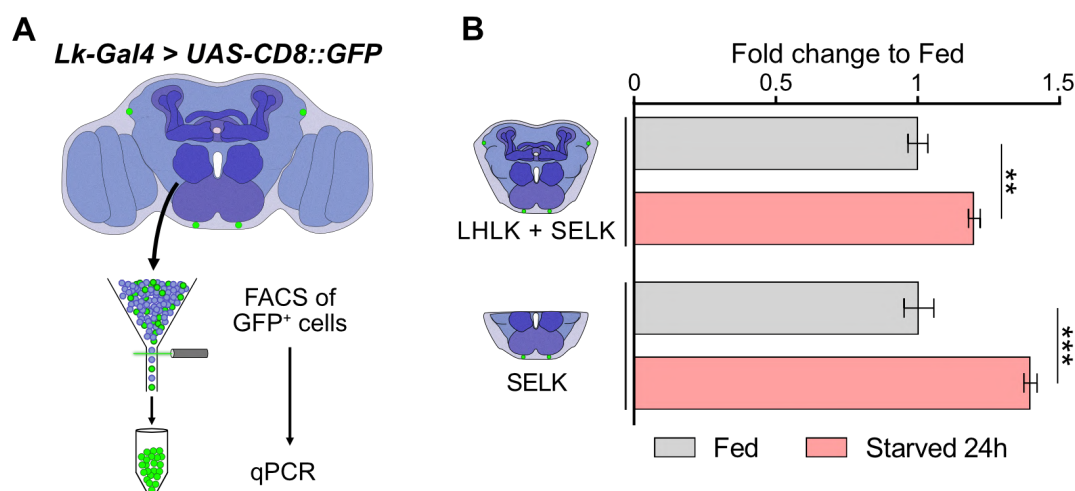 A
Lk-Gal4 > UAS-CD8::GFP
FACS of
GFP⁺ cells
qPCR
B
Fold change to Fed
0 0.5 1 1.5
LHLK + SELK
**
SELK
***
Fed Starved 24h